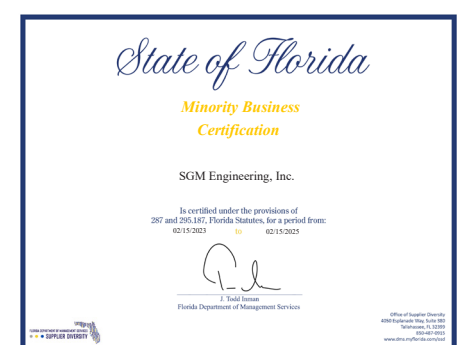 State of Florida
Minority Business
Certification
SGM Engineering, Inc.
Is certified under the provisions of
287 and 295.187, Florida Statutes, for a period from:
02/15/2023 to 02/15/2025
J. Todd Inman
Florida Department of Management Services
FLORIDA DEPARTMENT OF MANAGEMENT SERVICES
SUPPLIER DIVERSITY
Office of Supplier Diversity
4050 Esplanade Way, Suite 380
Tallahassee, FL 32399
850-487-0915
www.dms.myflorida.com/osd